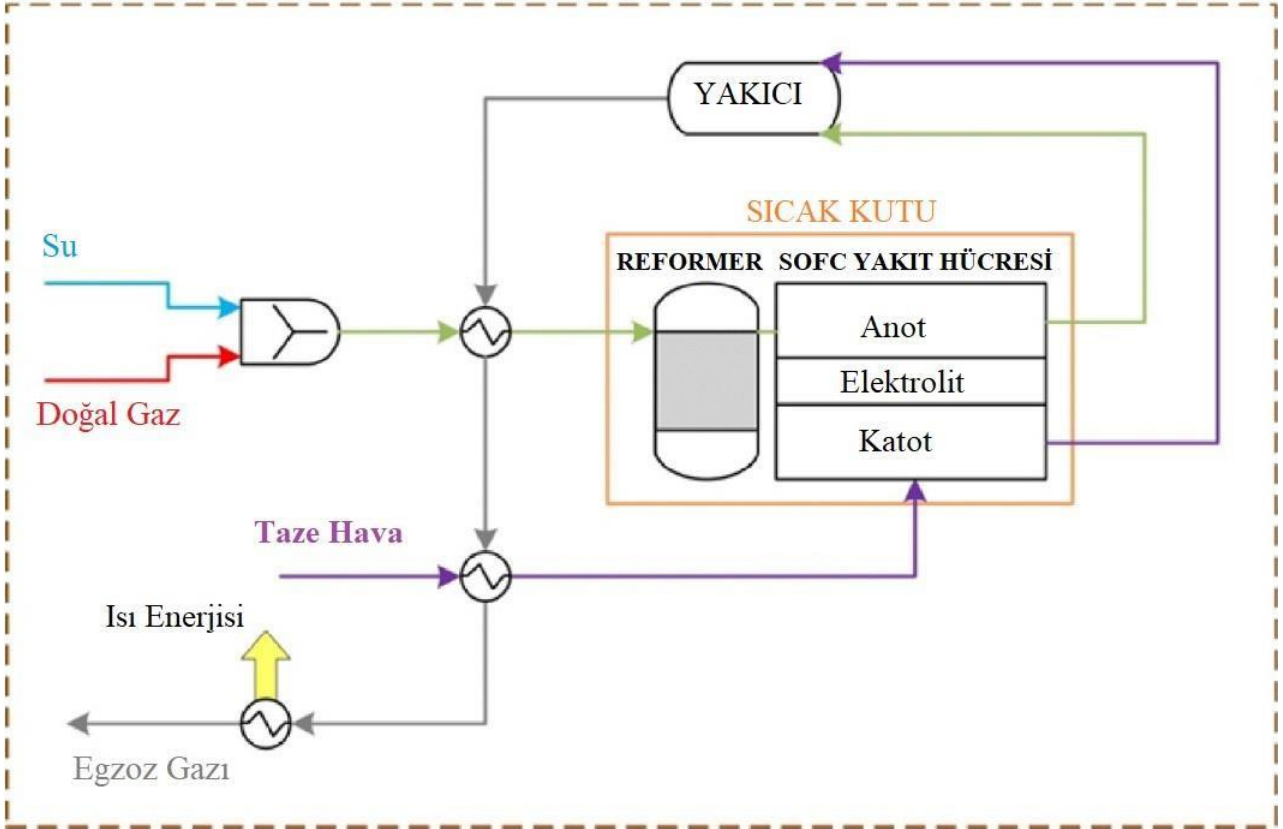 YAKICI
SICAK KUTU
Su
REFORMER SOFC YAKIT HÜCRESİ
Anot
Elektrolit
Doğal Gaz
Katot
Taze Hava
Isı Enerjisi
Egzoz Gazı